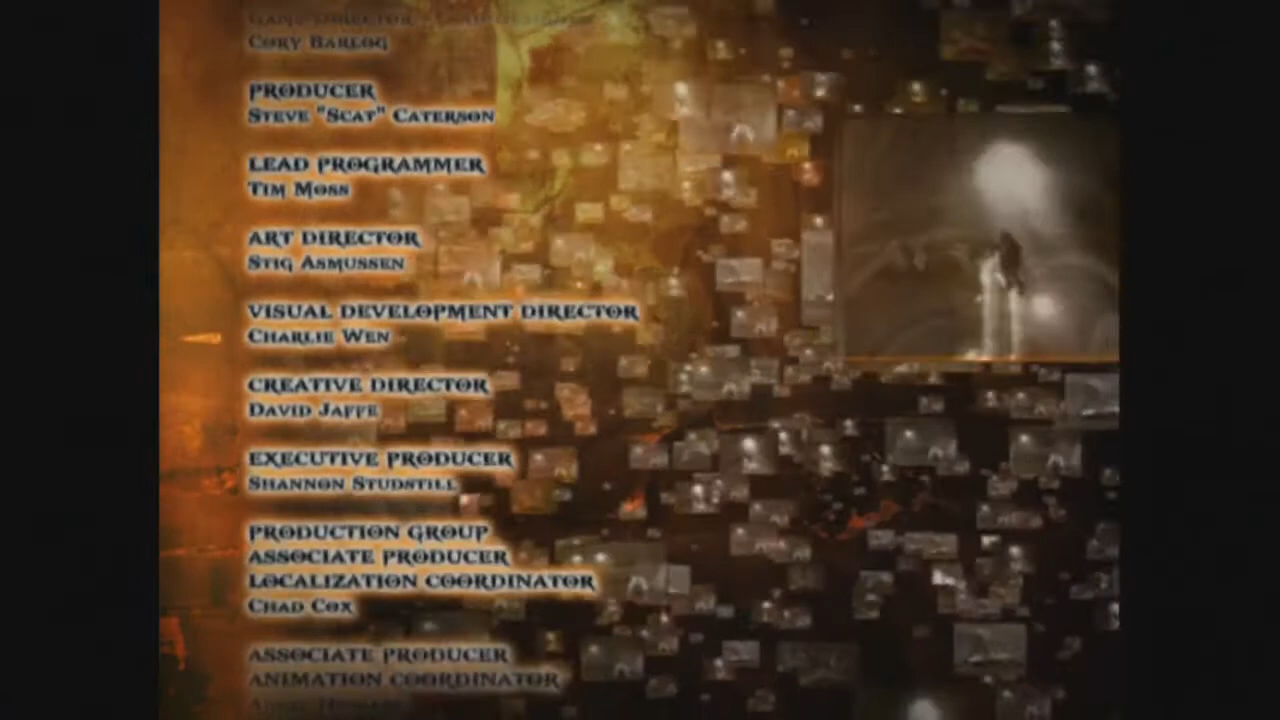 GAME DIRECTOR
CORY BARLOG
PRODUCER
STEVE "SCAT" CATERSON
LEAD PROGRAMMER
TIM MOSS
ART DIRECTOR
STIG ASMUSSEN
VISUAL DEVELOPMENT DIRECTOR
CHARLIE WEN
CREATIVE DIRECTOR
DAVID JAFFE
EXECUTIVE PRODUCER
SHANNON STUDSTILL
PRODUCTION GROUP
ASSOCIATE PRODUCER
LOCALIZATION COORDINATOR
CHAD COX
ASSOCIATE PRODUCER
ANIMATION COORDINATOR